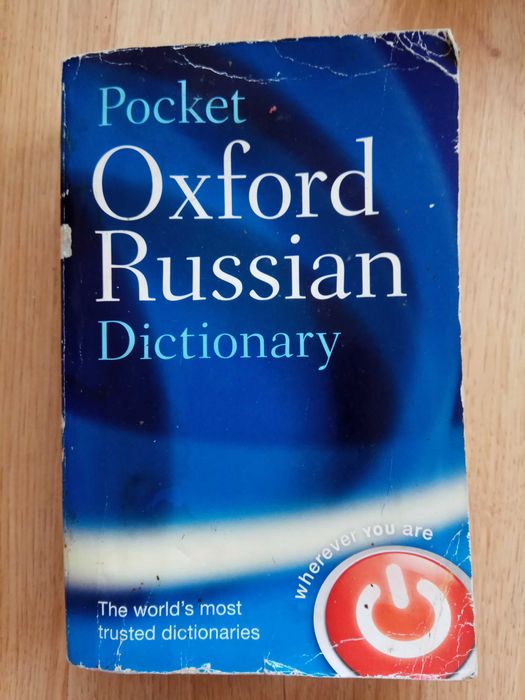 Pocket
Oxford
Russian
Dictionary
wherever you are
The world's most
trusted dictionaries